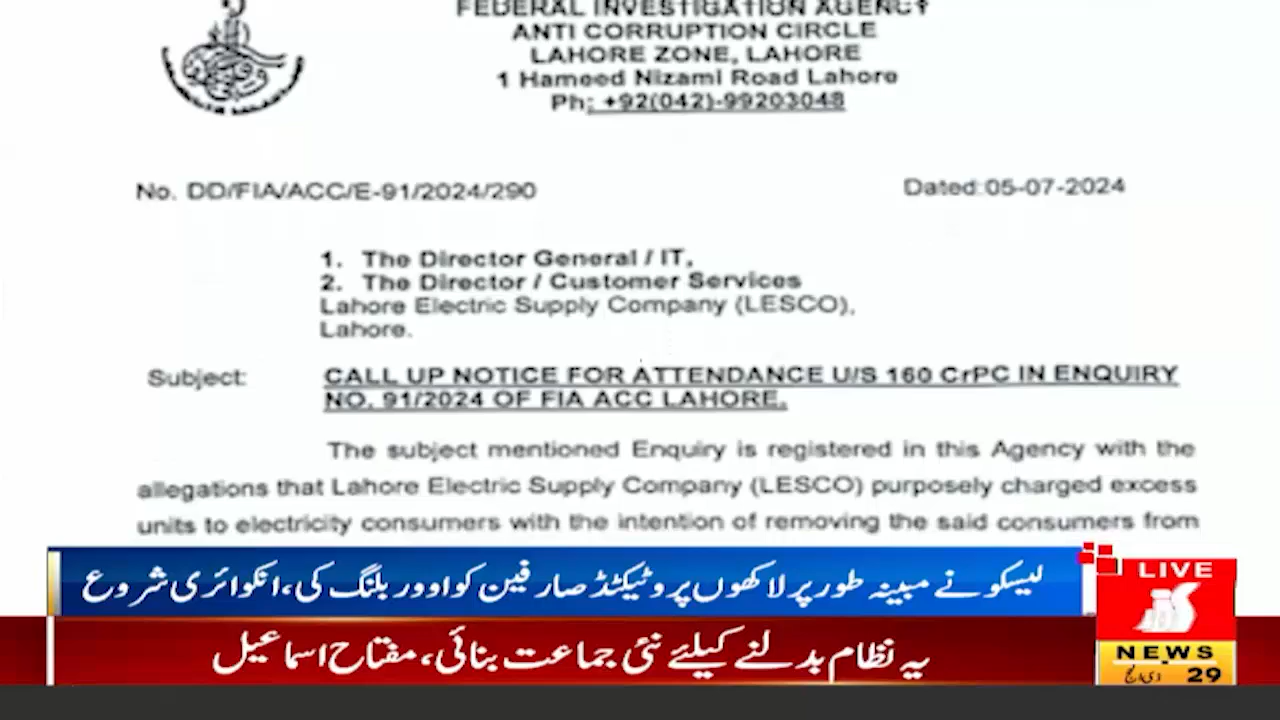 FEDERAL INVESTIGATION AGENCY
ANTI CORRUPTION CIRCLE
LAHORE ZONE, LAHORE
1 Hameed Nizami Road Lahore
Ph: +92(042)-99203048
No. DD/FIA/ACC/E-91/2024/290
Dated:05-07-2024
1. The Director General / IT,
2. The Director / Customer Services
Lahore Electric Supply Company (LESCO),
Lahore.
Subject: CALL UP NOTICE FOR ATTENDANCE U/S 160 CrPC IN ENQUIRY
NO. 91/2024 OF FIA ACC LAHORE.
The subject mentioned Enquiry is registered in this Agency with the
allegations that Lahore Electric Supply Company (LESCO) purposely charged excess
units to electricity consumers with the intention of removing the said consumers from
لیسکو نے مبینہ طور پر لاکھوں پروٹیکٹڈ صارفین کو اوور بلنگ کی، انکوائری شروع
یہ نظام بدلنے کیلئے نئی جماعت بنائی، مفتاح اسماعیل
LIVE
NEWS
29 ذی الحج